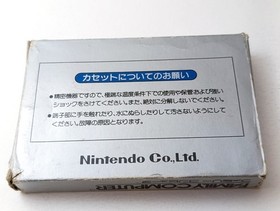 カセットについてのお願い
●精密機器ですので、極端な温度条件下での使用や保管および強い
ショックをさけてください。また、絶対に分解しないでください。
●端子部に手を触れたり、水にぬらしたりして汚さないようにして
ください。故障の原因となります。
Nintendo Co.,Ltd.
FAMILY COMPUTER